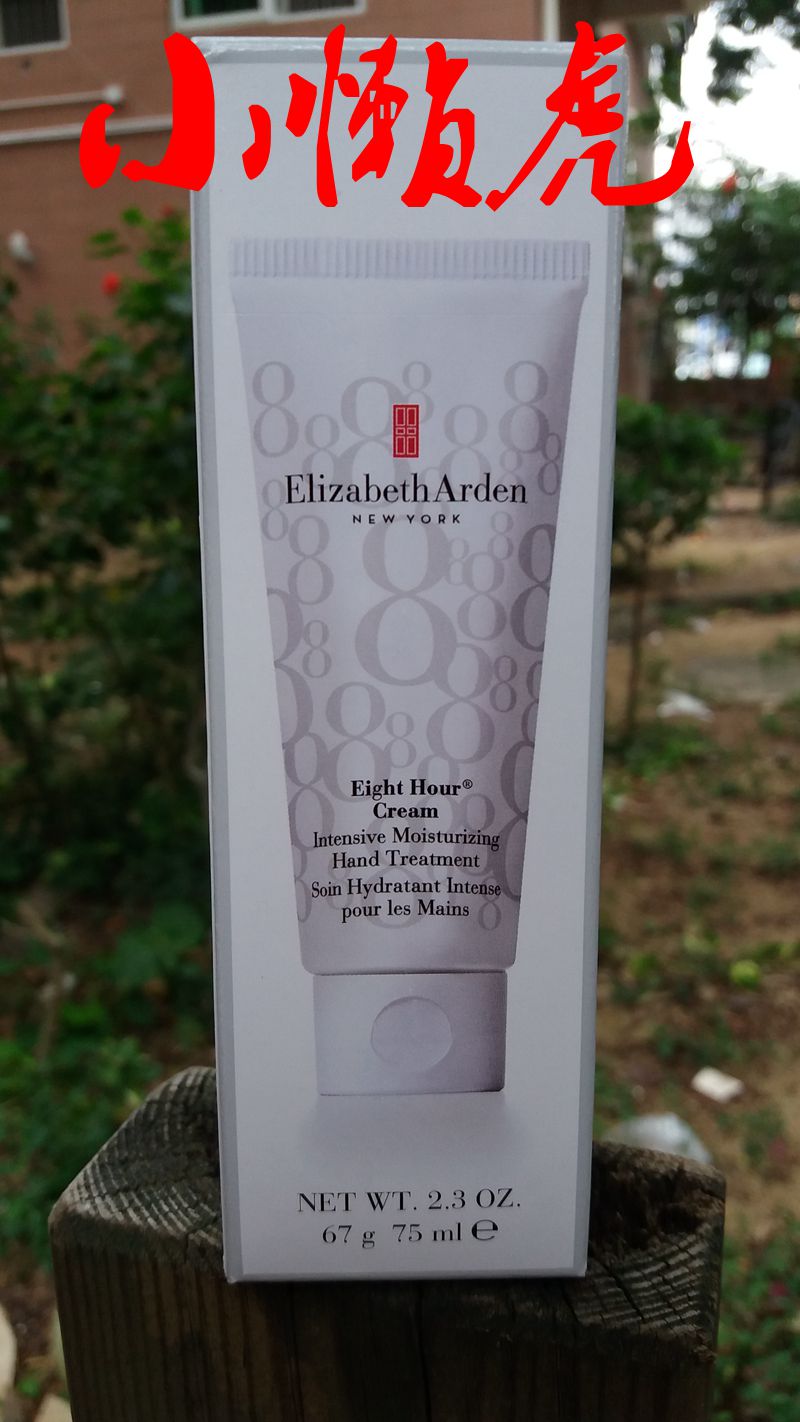 小懒虎
Elizabeth Arden
NEW YORK
Eight Hour®
Cream
Intensive Moisturizing
Hand Treatment
Soin Hydratant Intense
pour les Mains
NET WT. 2.3 OZ.
67 g 75 ml ℮